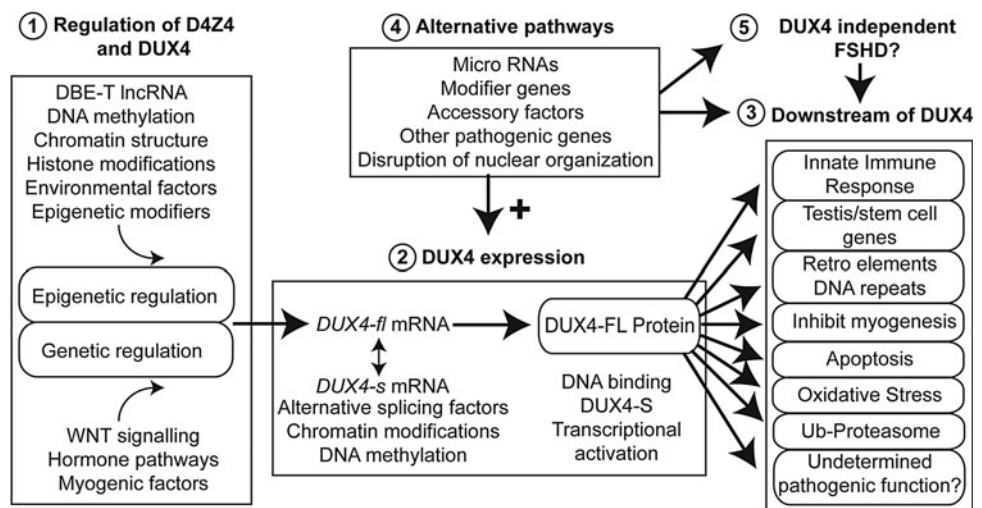 1 Regulation of D4Z4
and DUX4
DBE-T lncRNA
DNA methylation
Chromatin structure
Histone modifications
Environmental factors
Epigenetic modifiers
Epigenetic regulation
Genetic regulation
WNT signalling
Hormone pathways
Myogenic factors
4 Alternative pathways
Micro RNAs
Modifier genes
Accessory factors
Other pathogenic genes
Disruption of nuclear organization
+
2 DUX4 expression
DUX4-fl mRNA
DUX4-s mRNA
Alternative splicing factors
Chromatin modifications
DNA methylation
DUX4-FL Protein
DNA binding
DUX4-S
Transcriptional
activation
5 DUX4 independent
FSHD?
3 Downstream of DUX4
Innate Immune
Response
Testis/stem cell
genes
Retro elements
DNA repeats
Inhibit myogenesis
Apoptosis
Oxidative Stress
Ub-Proteasome
Undetermined
pathogenic function?